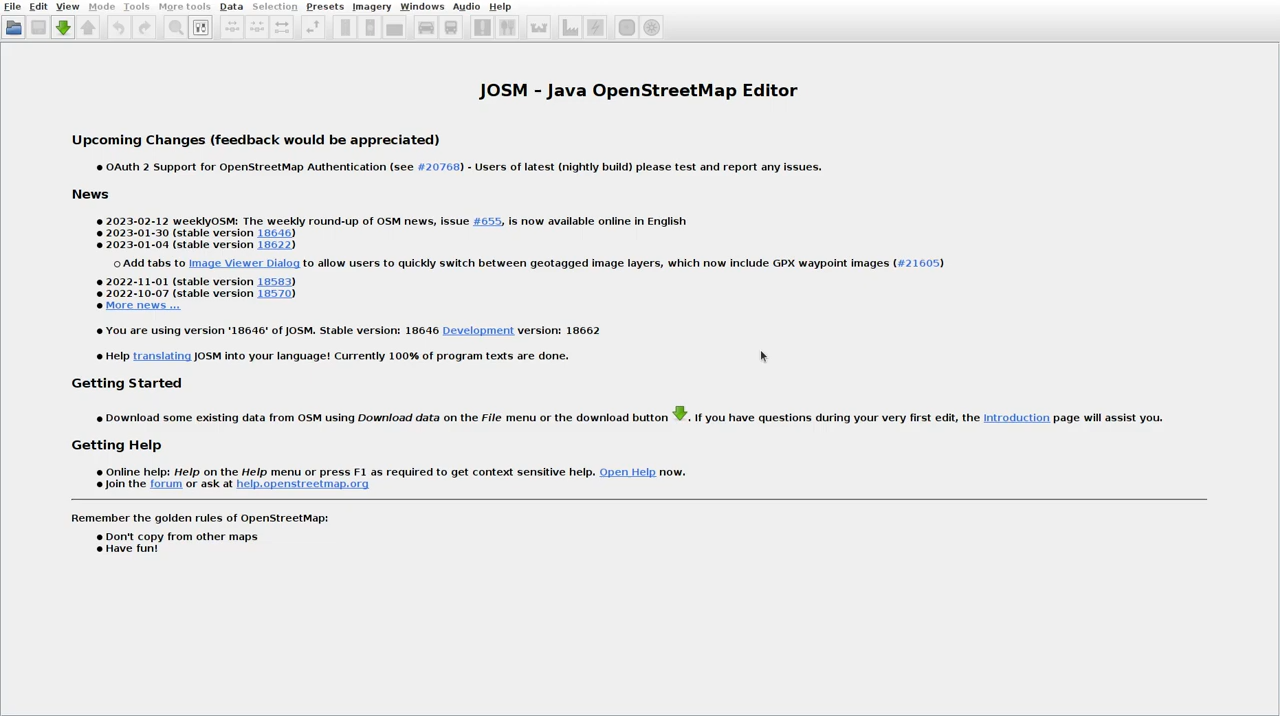 File Edit View Mode Tools More tools Data Selection Presets Imagery Windows Audio Help
JOSM – Java OpenStreetMap Editor
Upcoming Changes (feedback would be appreciated)
OAuth 2 Support for OpenStreetMap Authentication (see #20768) - Users of latest (nightly build) please test and report any issues.
News
2023-02-12 weeklyOSM: The weekly round-up of OSM news, issue #655, is now available online in English
2023-01-30 (stable version 18646)
2023-01-04 (stable version 18622)
Add tabs to Image Viewer Dialog to allow users to quickly switch between geotagged image layers, which now include GPX waypoint images (#21605)
2022-11-01 (stable version 18583)
2022-10-07 (stable version 18570)
More news ...
You are using version '18646' of JOSM. Stable version: 18646 Development version: 18662
Help translating JOSM into your language! Currently 100% of program texts are done.
Getting Started
Download some existing data from OSM using Download data on the File menu or the download button . If you have questions during your very first edit, the Introduction page will assist you.
Getting Help
Online help: Help on the Help menu or press F1 as required to get context sensitive help. Open Help now.
Join the forum or ask at help.openstreetmap.org
Remember the golden rules of OpenStreetMap:
Don't copy from other maps
Have fun!